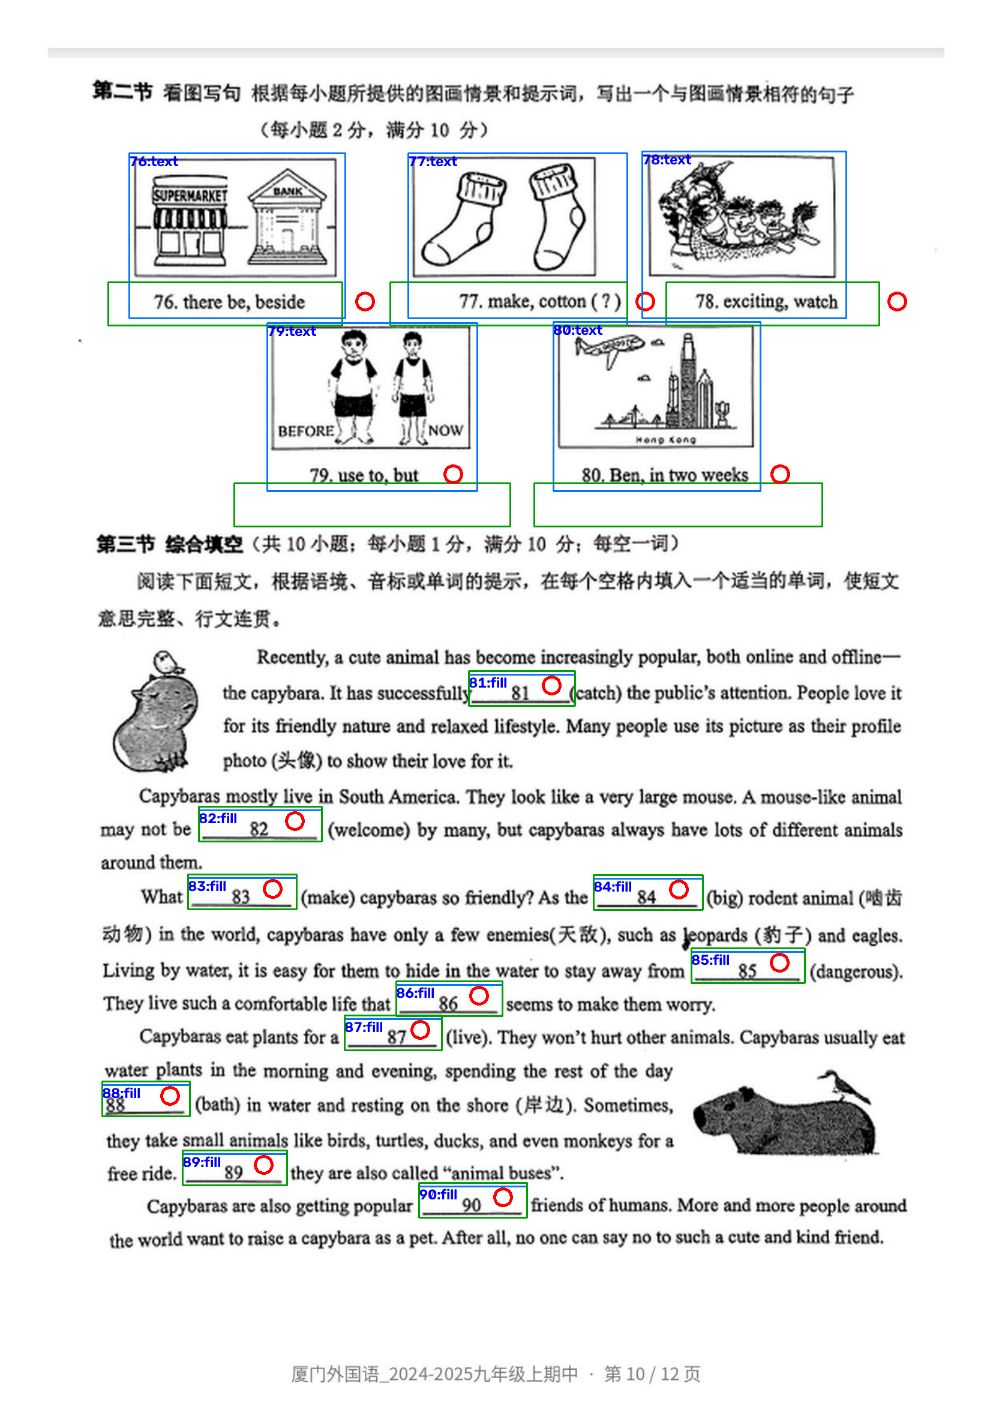 第二节 看图写句 根据每小题所提供的图画情景和提示词，写出一个与图画情景相符的句子
（每小题 2 分，满分 10 分）
76:text
77:text
78:text
SUPERMARKET
BANK
76. there be, beside
77. make, cotton ( ? )
78. exciting, watch
79:text
80:text
BEFORE
NOW
Hong Kong
79. use to, but
80. Ben, in two weeks
第三节 综合填空（共 10 小题；每小题 1 分，满分 10 分；每空一词）
阅读下面短文，根据语境、音标或单词的提示，在每个空格内填入一个适当的单词，使短文
意思完整、行文连贯。
Recently, a cute animal has become increasingly popular, both online and offline—
the capybara. It has successfully 81:fill 81 (catch) the public's attention. People love it
for its friendly nature and relaxed lifestyle. Many people use its picture as their profile
photo (头像) to show their love for it.
Capybaras mostly live in South America. They look like a very large mouse. A mouse-like animal
may not be 82:fill 82 (welcome) by many, but capybaras always have lots of different animals
around them.
What 83:fill 83 (make) capybaras so friendly? As the 84:fill 84 (big) rodent animal (啮齿
动物) in the world, capybaras have only a few enemies(天敌), such as leopards (豹子) and eagles.
Living by water, it is easy for them to hide in the water to stay away from 85:fill 85 (dangerous).
They live such a comfortable life that 86:fill 86 seems to make them worry.
Capybaras eat plants for a 87:fill 87 (live). They won't hurt other animals. Capybaras usually eat
water plants in the morning and evening, spending the rest of the day
88:fill 88 (bath) in water and resting on the shore (岸边). Sometimes,
they take small animals like birds, turtles, ducks, and even monkeys for a
free ride. 89:fill 89 they are also called “animal buses”.
Capybaras are also getting popular 90:fill 90 friends of humans. More and more people around
the world want to raise a capybara as a pet. After all, no one can say no to such a cute and kind friend.
厦门外国语_2024-2025九年级上期中 · 第 10 / 12 页